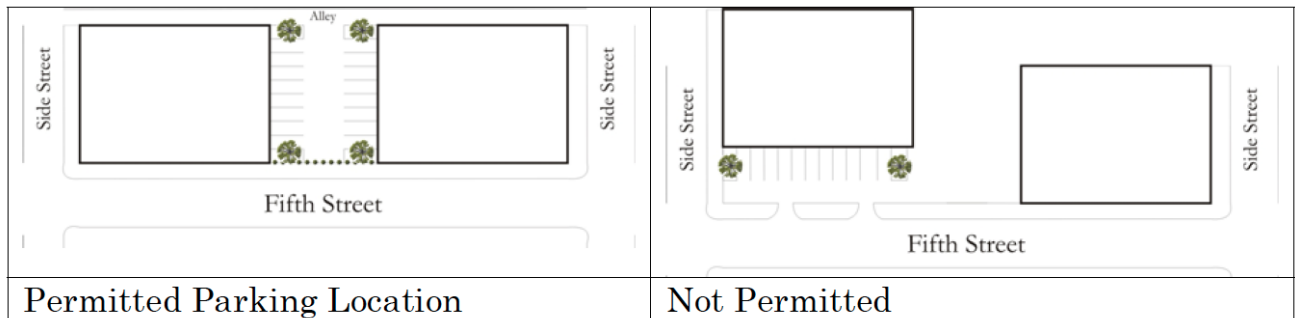 Alley
Side Street
Side Street
Fifth Street
Permitted Parking Location
Side Street
Side Street
Fifth Street
Not Permitted